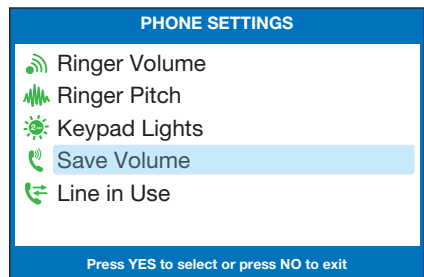 PHONE SETTINGS
Ringer Volume
Ringer Pitch
Keypad Lights
Save Volume
Line in Use
Press YES to select or press NO to exit